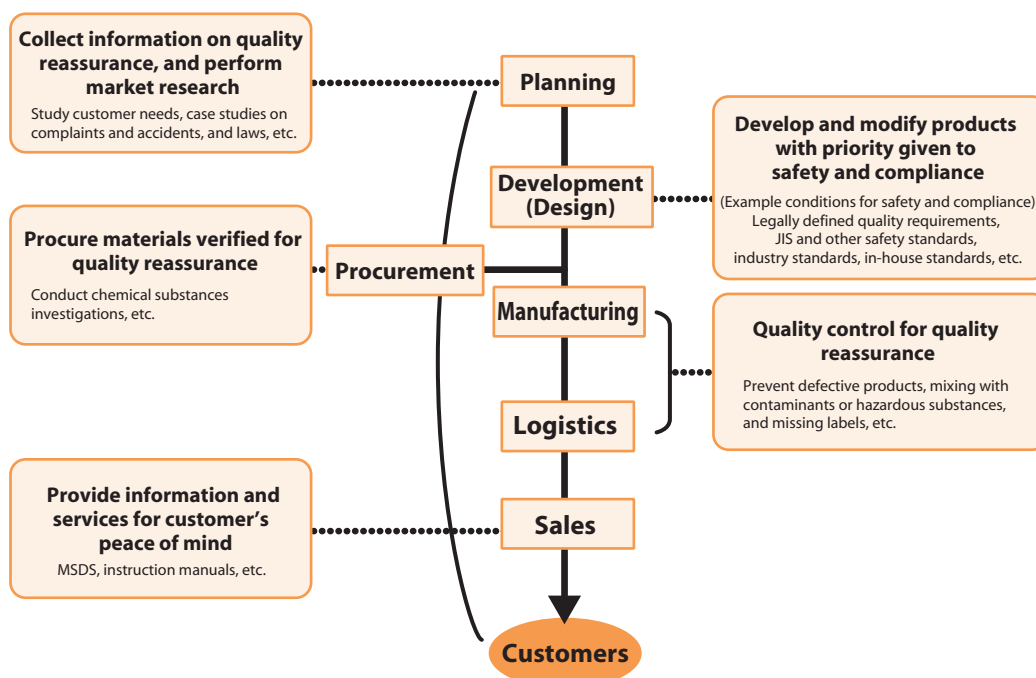 Collect information on quality
reassurance, and perform
market research
Study customer needs, case studies on
complaints and accidents, and laws, etc.
Planning
Development
(Design)
Develop and modify products
with priority given to
safety and compliance
(Example conditions for safety and compliance)
Legally defined quality requirements,
JIS and other safety standards,
industry standards, in-house standards, etc.
Procure materials verified for
quality reassurance
Conduct chemical substances
investigations, etc.
Procurement
Manufacturing
Quality control for quality
reassurance
Prevent defective products, mixing with
contaminants or hazardous substances,
and missing labels, etc.
Logistics
Provide information and
services for customer’s
peace of mind
MSDS, instruction manuals, etc.
Sales
Customers